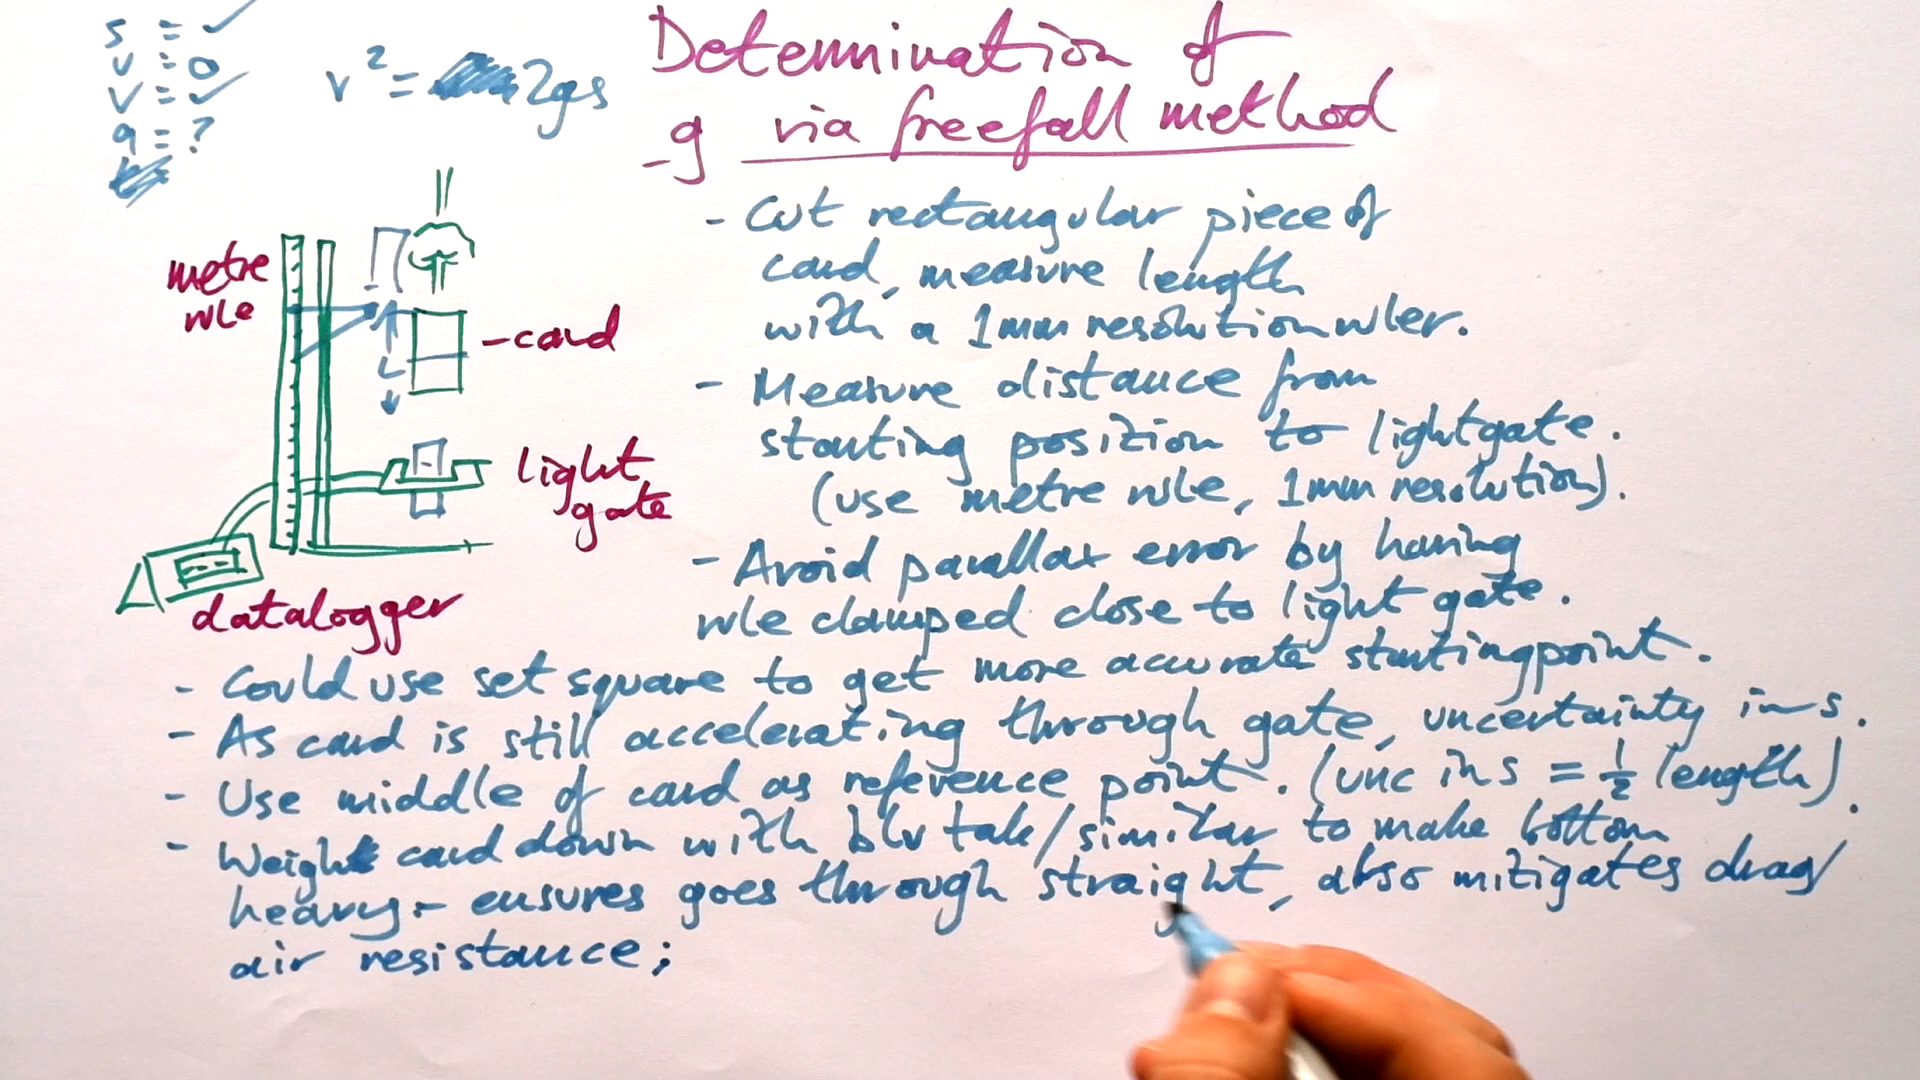 s = ✓
u = 0
v = ✓
a = ?
v² = 2gs
Determination of
g via freefall method
metre
rule
card
L
light
gate
datalogger
- Cut rectangular piece of
card, measure length
with a 1mm resolution ruler.
- Measure distance from
starting position to lightgate.
(use metre rule, 1mm resolution).
- Avoid parallax error by having
rule clamped close to light gate.
- Could use set square to get more accurate starting point.
- As card is still accelerating through gate, uncertainty in s.
- Use middle of card as reference point. (unc in s = ½ length).
- Weight card down with blu tak/similar to make bottom
heavy - ensures goes through straight, also mitigates drag/
air resistance;